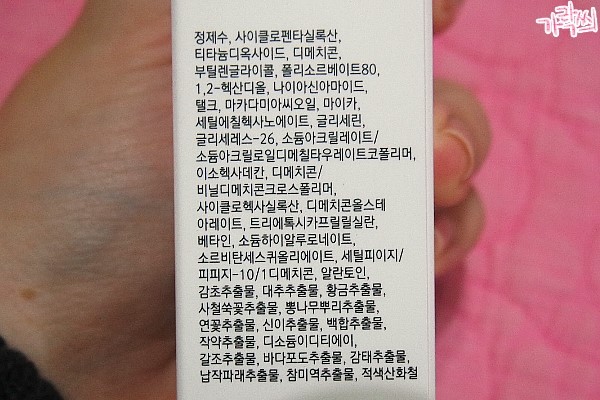 기랙씨
정제수, 사이클로펜타실록산,
티타늄디옥사이드, 디메치콘,
부틸렌글라이콜, 폴리소르베이트80,
1,2-헥산디올, 나이아신아마이드,
탤크, 마카다미아씨오일, 마이카,
세틸에칠헥사노에이트, 글리세린,
글리세레스-26, 소듐아크릴레이트/
소듐아크릴로일디메칠타우레이트코폴리머,
이소헥사데칸, 디메치콘/
비닐디메치콘크로스폴리머,
사이클로헥사실록산, 디메치콘올스테
아레이트, 트리에톡시카프릴릴실란,
베타인, 소듐하이알루로네이트,
소르비탄세스퀴올리에이트, 세틸피이지/
피피지-10/1디메치콘, 알란토인,
감초추출물, 대추추출물, 황금추출물,
사철쑥꽃추출물, 뽕나무뿌리추출물,
연꽃추출물, 신이추출물, 백합추출물,
작약추출물, 디소듐이디티에이,
갈조추출물, 바다포도추출물, 감태추출물,
납작파래추출물, 참미역추출물, 적색산화철